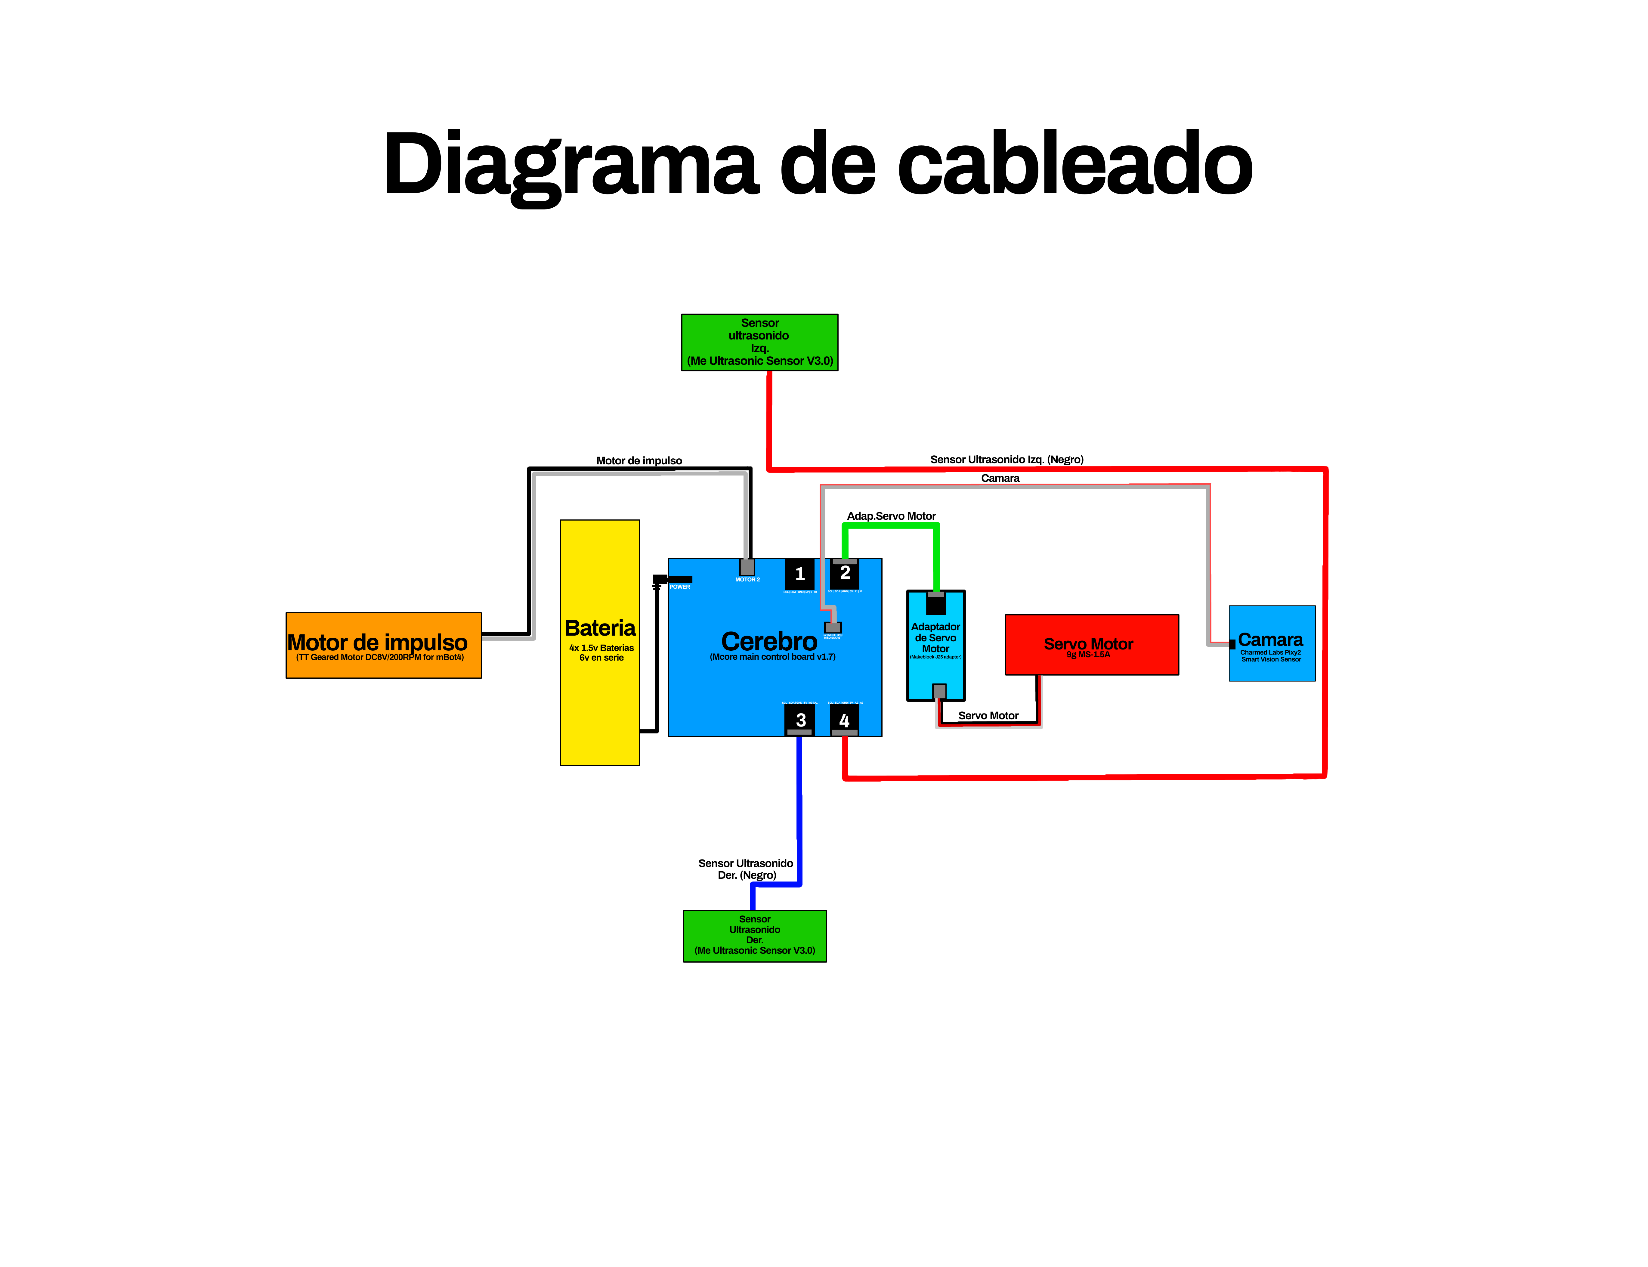 Diagrama de cableado
Sensor
ultrasonido
Izq.
(Me Ultrasonic Sensor V3.0)
Motor de impulso
Sensor Ultrasonido Izq. (Negro)
Camara
Adap.Servo Motor
MOTOR 2
1
2
POWER
Motor de impulso
(TT Geared Motor DC6V/200RPM for mBot4)
Bateria
4x 1.5v Baterias
6v en serie
Cerebro
(Mcore main control board v1.7)
Adaptador
de Servo
Motor
Servo Motor
9g MS-1.5A
Camara
Charmed Labs Pixy2
Smart Vision Sensor
3
4
Servo Motor
Sensor Ultrasonido
Der. (Negro)
Sensor
Ultrasonido
Der.
(Me Ultrasonic Sensor V3.0)